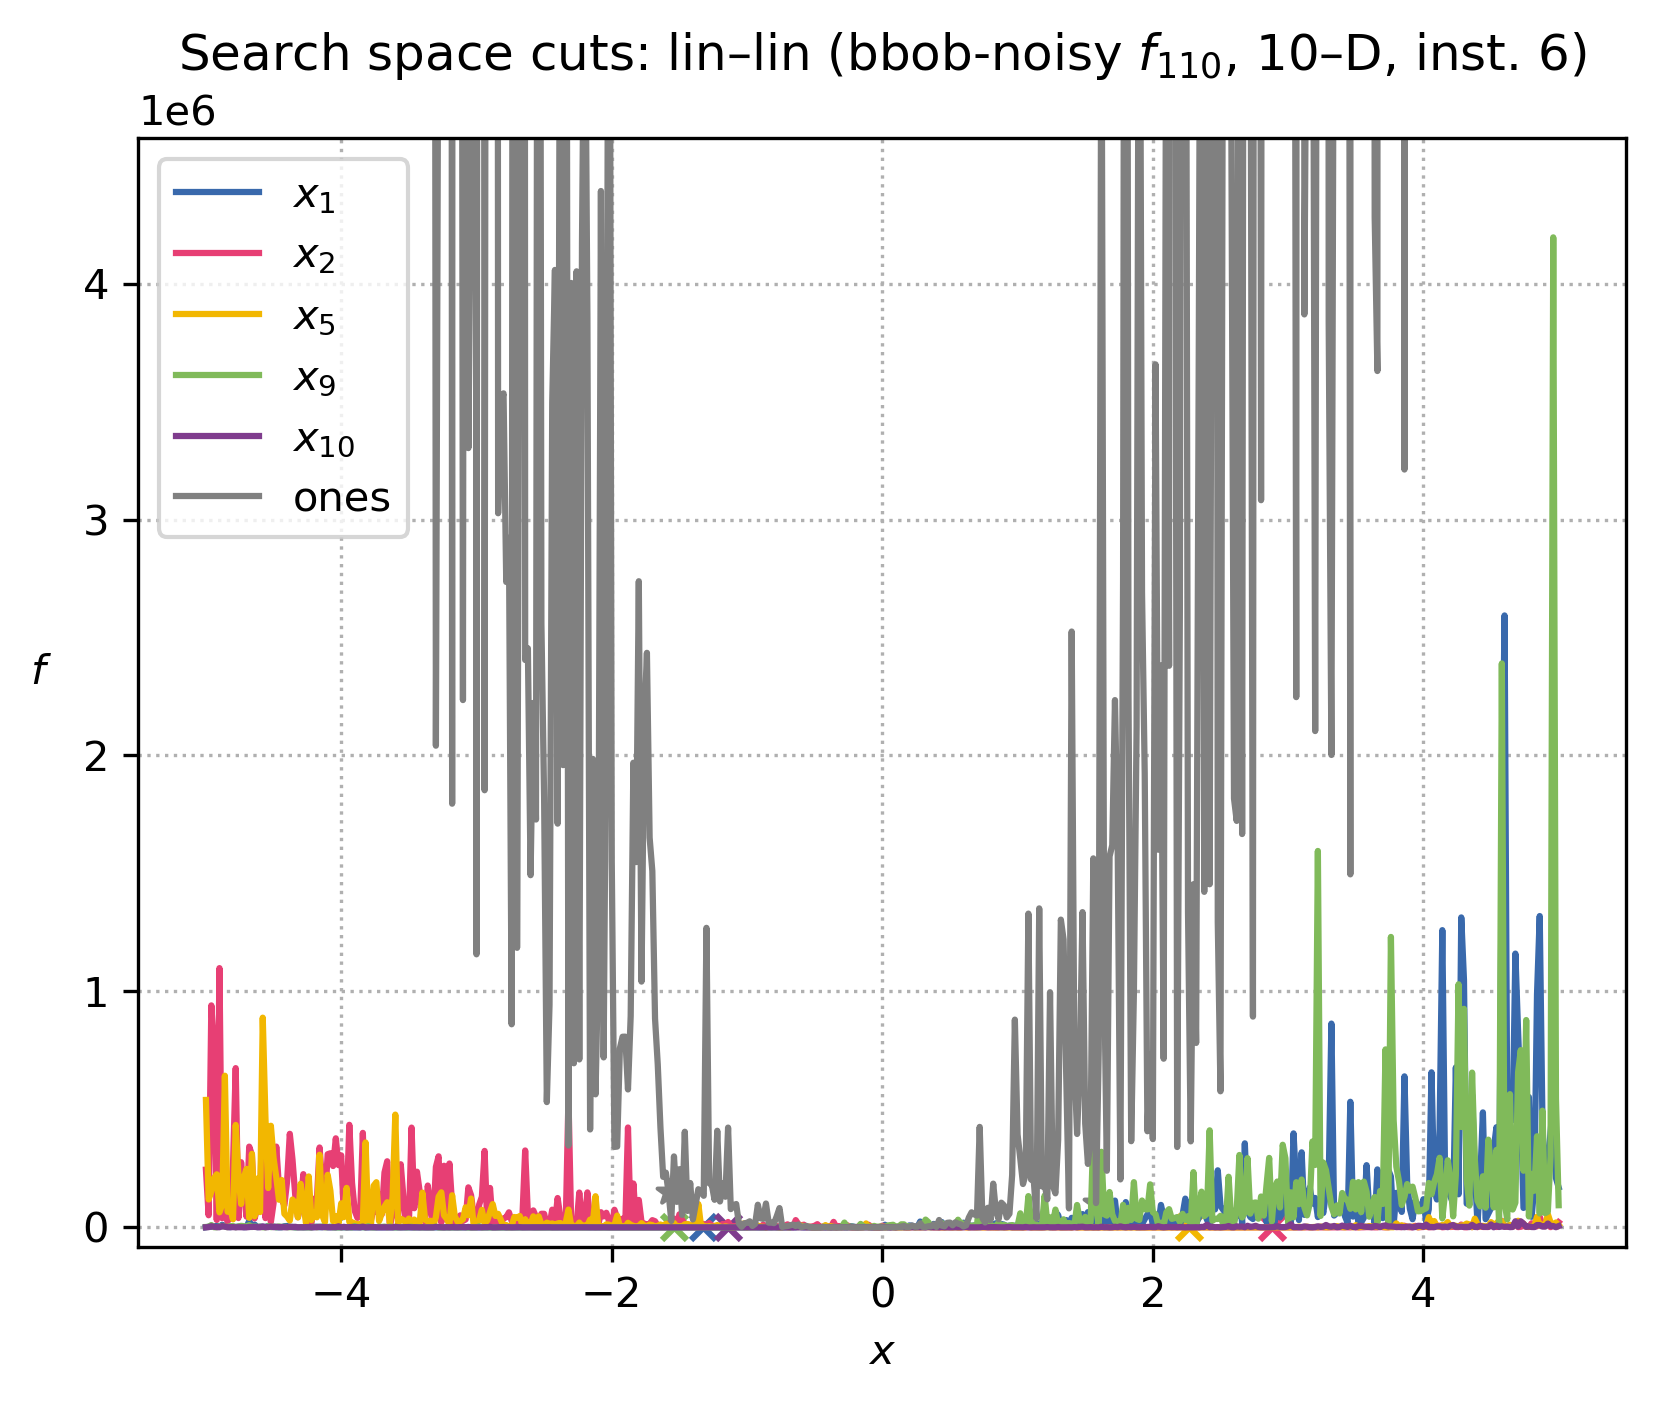 Search space cuts: lin–lin (bbob-noisy f₁₁₀, 10–D, inst. 6)
1e6
x₁
x₂
x₅
x₉
x₁₀
ones
4
3
2
1
0
f
−4
−2
0
2
4
x